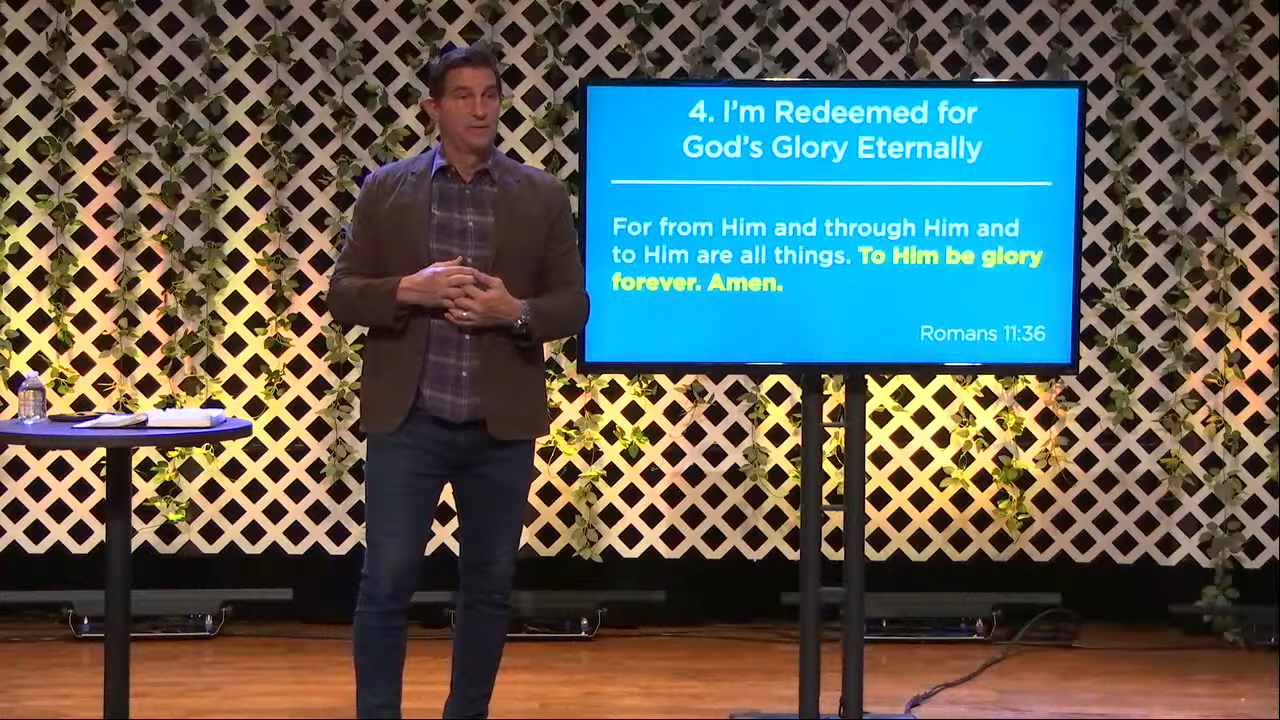 4. I'm Redeemed for
God's Glory Eternally
For from Him and through Him and
to Him are all things. To Him be glory
forever. Amen.
Romans 11:36